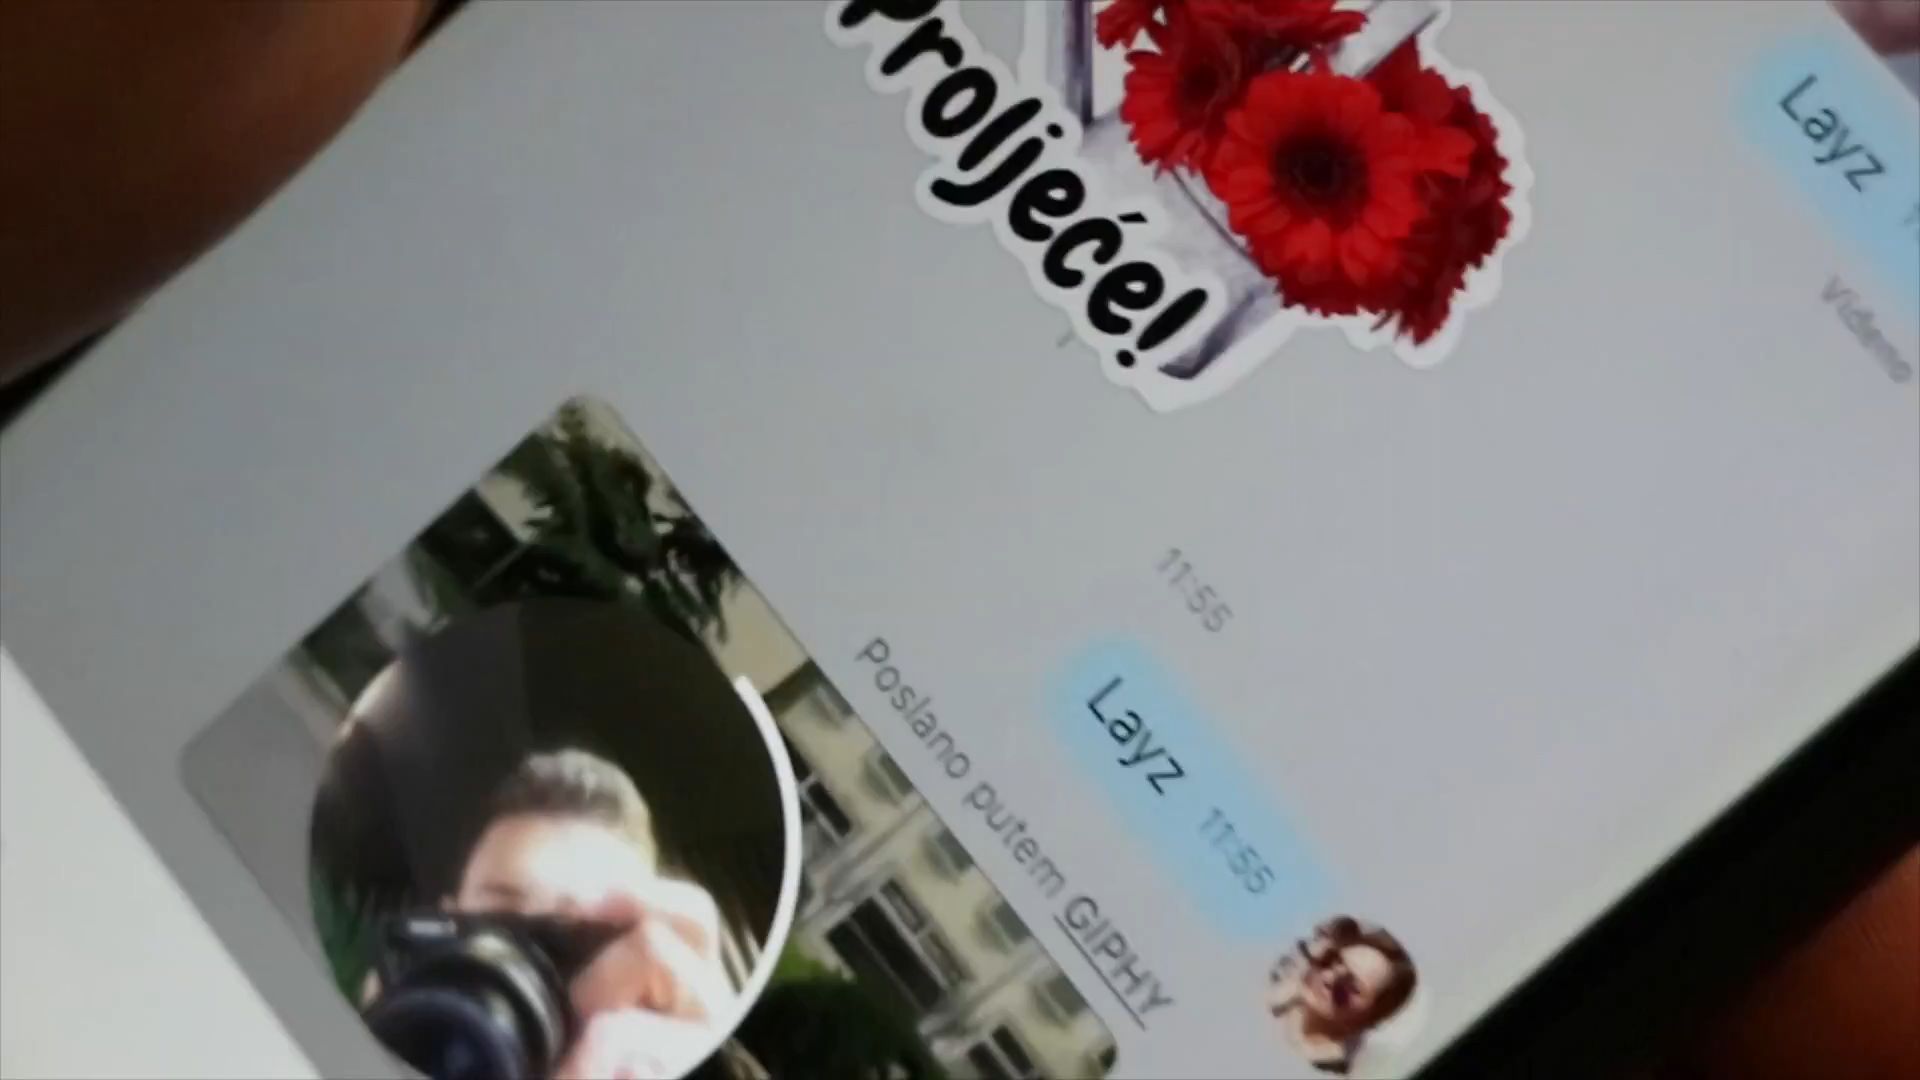 Proljeće!
Layz
Viđeno
11:55
Layz 11:55
Poslano putem GIPHY